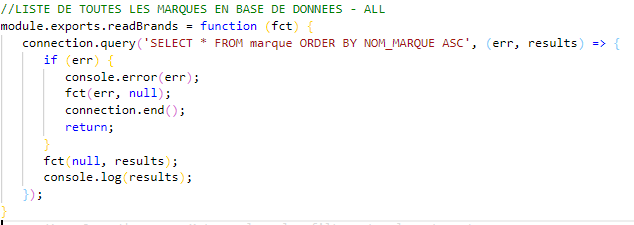 //LISTE DE TOUTES LES MARQUES EN BASE DE DONNEES - ALL
module.exports.readBrands = function (fct) {
connection.query('SELECT * FROM marque ORDER BY NOM_MARQUE ASC', (err, results) => {
if (err) {
console.error(err);
fct(err, null);
connection.end();
return;
}
fct(null, results);
console.log(results);
});
}